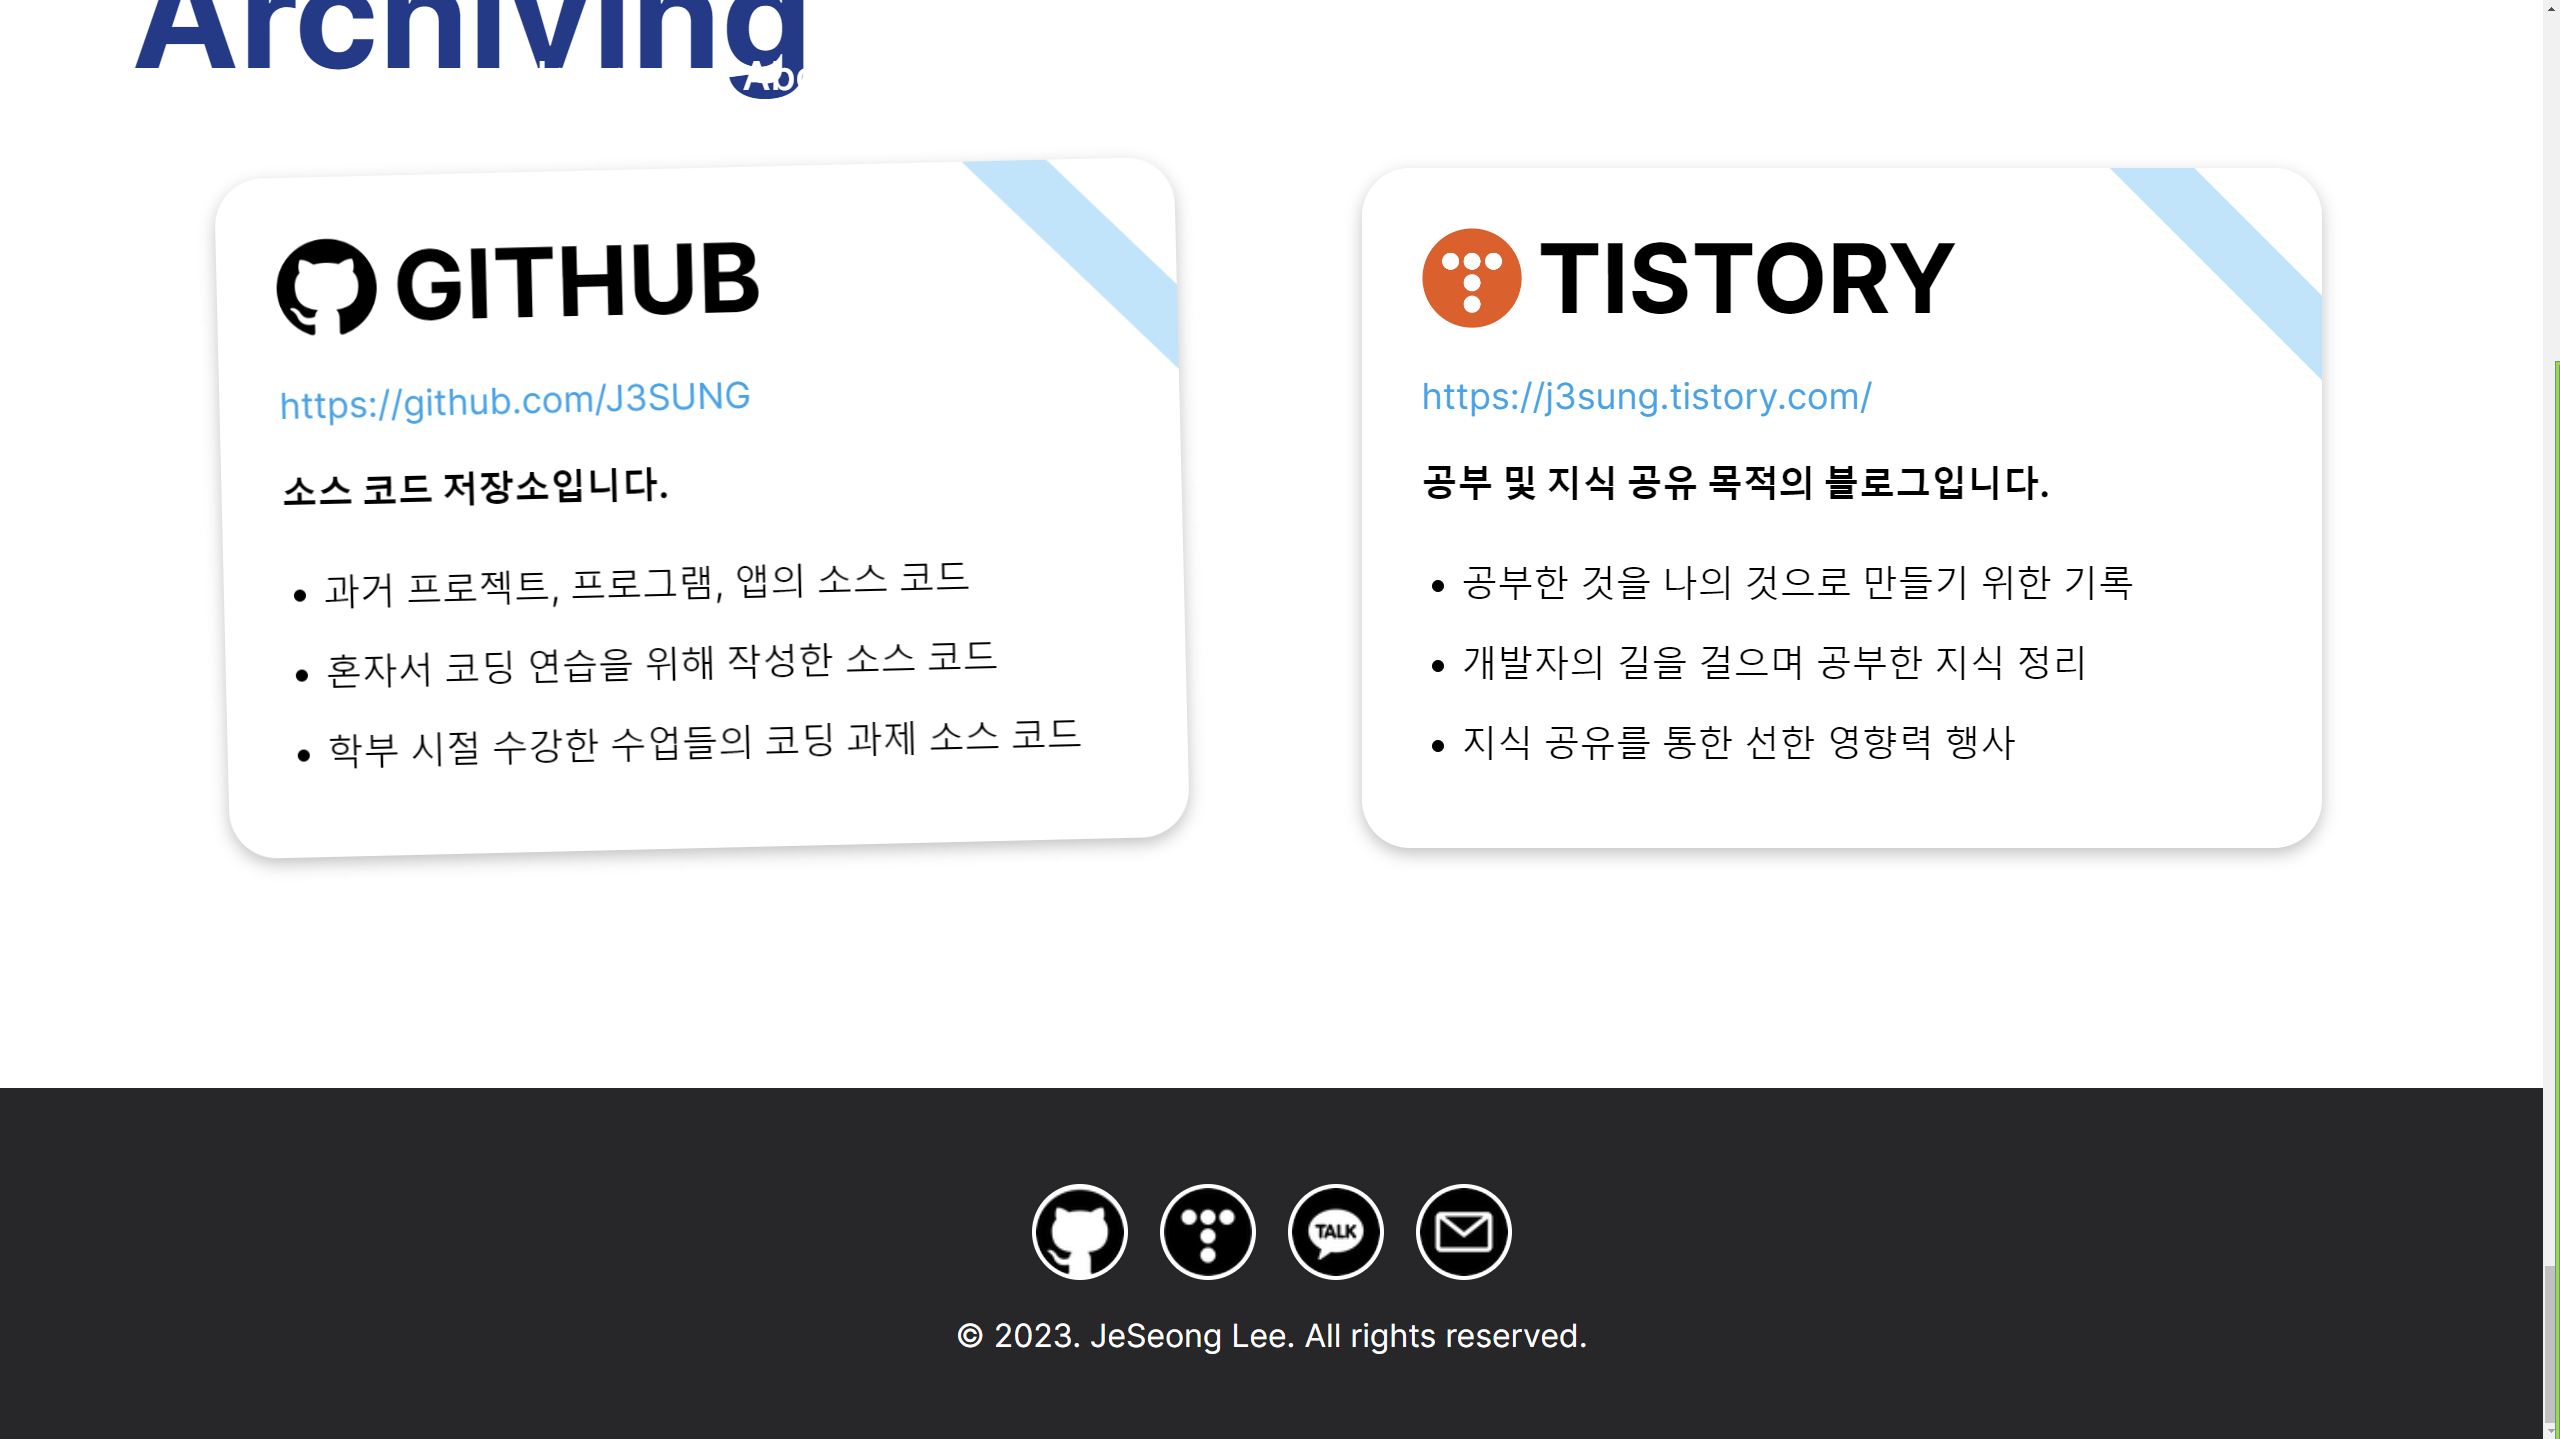 Archiving
GITHUB
https://github.com/J3SUNG
소스 코드 저장소입니다.
• 과거 프로젝트, 프로그램, 앱의 소스 코드
• 혼자서 코딩 연습을 위해 작성한 소스 코드
• 학부 시절 수강한 수업들의 코딩 과제 소스 코드
TISTORY
https://j3sung.tistory.com/
공부 및 지식 공유 목적의 블로그입니다.
• 공부한 것을 나의 것으로 만들기 위한 기록
• 개발자의 길을 걸으며 공부한 지식 정리
• 지식 공유를 통한 선한 영향력 행사
TALK
© 2023. JeSeong Lee. All rights reserved.